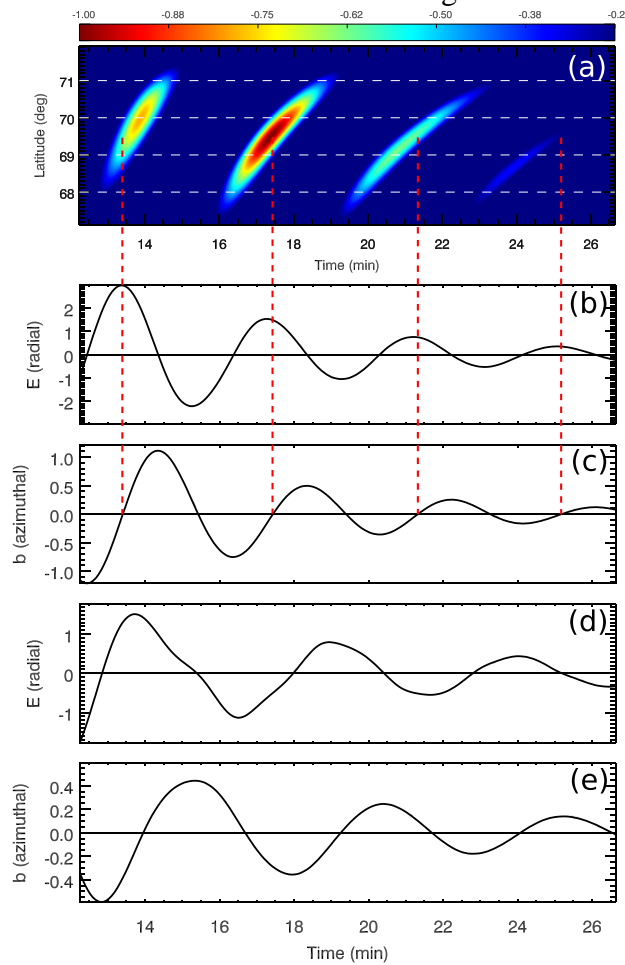 -1.00 -0.88 -0.75 -0.62 -0.50 -0.38 -0.2
(a)
71
70
69
68
Latitude (deg)
14 16 18 20 22 24 26
Time (min)
(b)
2
1
0
-1
-2
E (radial)
(c)
1.0
0.5
0.0
-0.5
-1.0
b (azimuthal)
(d)
1
0
-1
E (radial)
(e)
0.4
0.2
0.0
-0.2
-0.4
b (azimuthal)
14 16 18 20 22 24 26
Time (min)